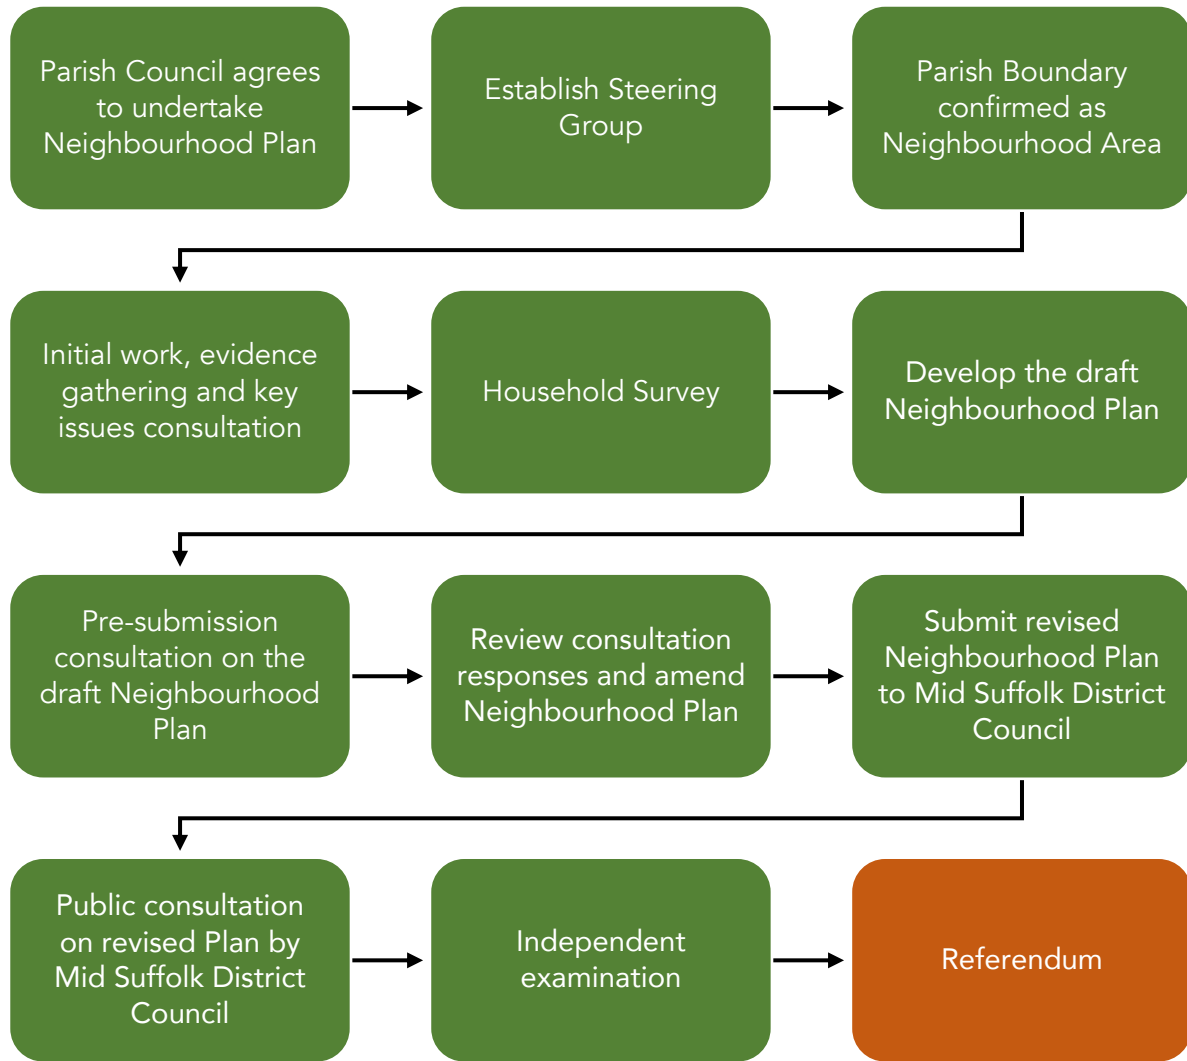 Parish Council agrees
to undertake
Neighbourhood Plan
Establish Steering
Group
Parish Boundary
confirmed as
Neighbourhood Area
Initial work, evidence
gathering and key
issues consultation
Household Survey
Develop the draft
Neighbourhood Plan
Pre-submission
consultation on the
draft Neighbourhood
Plan
Review consultation
responses and amend
Neighbourhood Plan
Submit revised
Neighbourhood Plan
to Mid Suffolk District
Council
Public consultation
on revised Plan by
Mid Suffolk District
Council
Independent
examination
Referendum